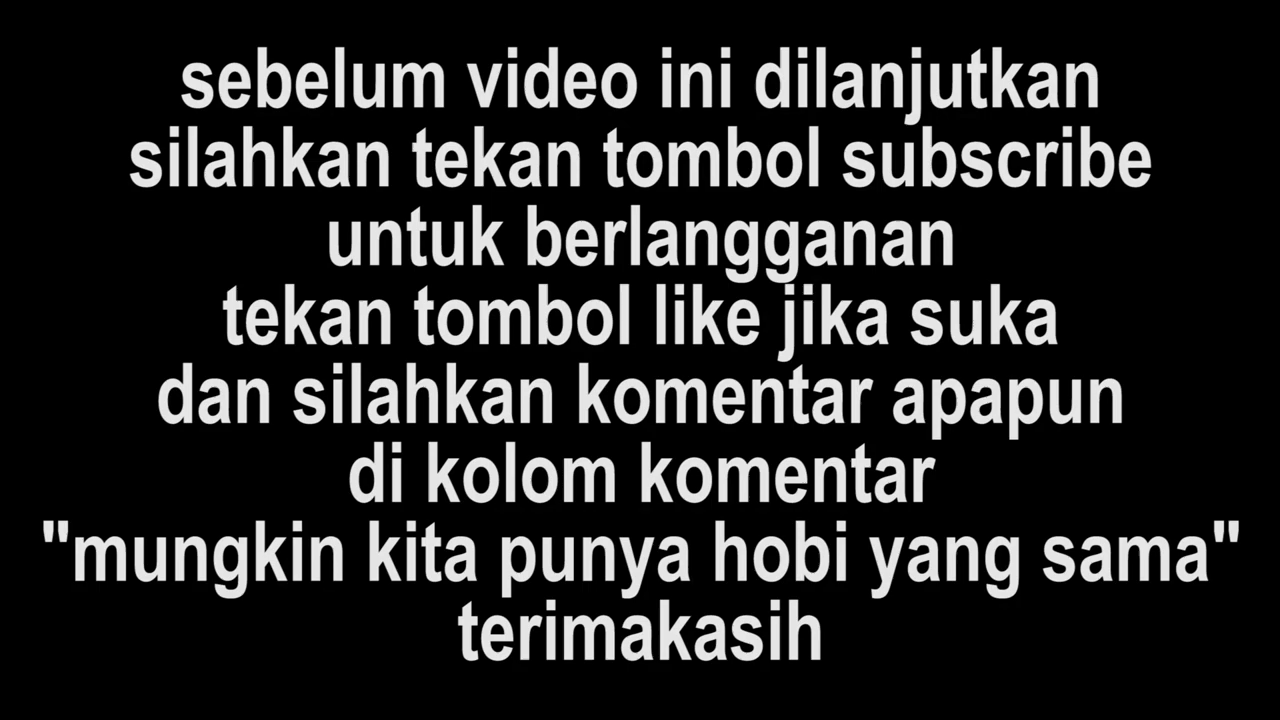 sebelum video ini dilanjutkan
silahkan tekan tombol subscribe
untuk berlangganan
tekan tombol like jika suka
dan silahkan komentar apapun
di kolom komentar
"mungkin kita punya hobi yang sama"
terimakasih